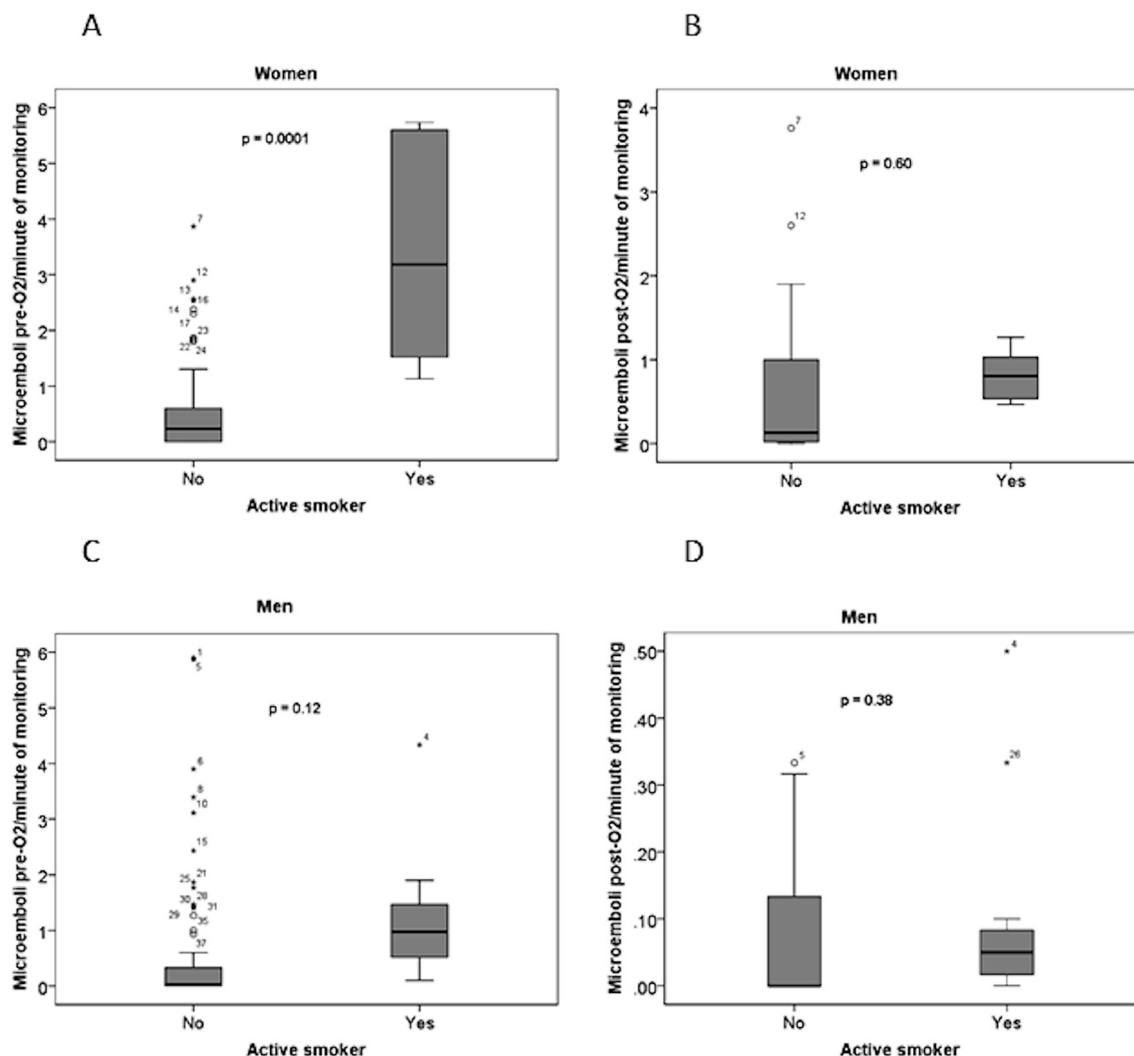 A
Women
Microemboli pre-O2/minute of monitoring
6
5
4
3
2
1
0
p = 0.0001
7
12
13
16
14
17
23
22
24
No
Yes
Active smoker
B
Women
Microemboli post-O2/minute of monitoring
4
3
2
1
0
7
p = 0.60
12
No
Yes
Active smoker
C
Men
Microemboli pre-O2/minute of monitoring
6
5
4
3
2
1
0
1
5
p = 0.12
6
8
10
15
21
25
28
30
31
29
35
37
4
No
Yes
Active smoker
D
Men
Microemboli post-O2/minute of monitoring
.50
.40
.30
.20
.10
.00
4
p = 0.38
5
26
No
Yes
Active smoker